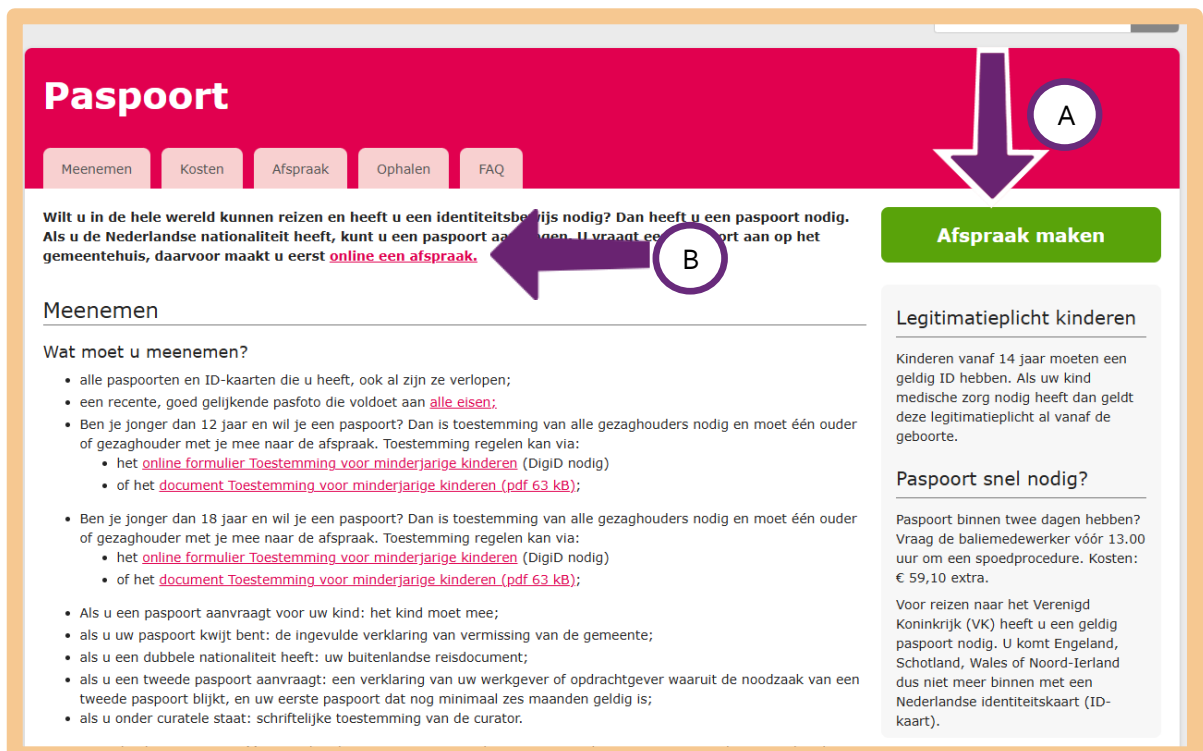 Paspoort
A
Meenemen
Kosten
Afspraak
Ophalen
FAQ
Wilt u in de hele wereld kunnen reizen en heeft u een identiteitsbewijs nodig? Dan heeft u een paspoort nodig.
Als u de Nederlandse nationaliteit heeft, kunt u een paspoort aanvragen. U vraagt een paspoort aan op het
gemeentehuis, daarvoor maakt u eerst online een afspraak.
B
Afspraak maken
Meenemen
Wat moet u meenemen?
• alle paspoorten en ID-kaarten die u heeft, ook al zijn ze verlopen;
• een recente, goed gelijkende pasfoto die voldoet aan alle eisen;
• Ben je jonger dan 12 jaar en wil je een paspoort? Dan is toestemming van alle gezaghouders nodig en moet één ouder
of gezaghouder met je mee naar de afspraak. Toestemming regelen kan via:
• het online formulier Toestemming voor minderjarige kinderen (DigiD nodig)
• of het document Toestemming voor minderjarige kinderen (pdf 63 kB);
• Ben je jonger dan 18 jaar en wil je een paspoort? Dan is toestemming van alle gezaghouders nodig en moet één ouder
of gezaghouder met je mee naar de afspraak. Toestemming regelen kan via:
• het online formulier Toestemming voor minderjarige kinderen (DigiD nodig)
• of het document Toestemming voor minderjarige kinderen (pdf 63 kB);
• Als u een paspoort aanvraagt voor uw kind: het kind moet mee;
• als u uw paspoort kwijt bent: de ingevulde verklaring van vermissing van de gemeente;
• als u een dubbele nationaliteit heeft: uw buitenlandse reisdocument;
• als u een tweede paspoort aanvraagt: een verklaring van uw werkgever of opdrachtgever waaruit de noodzaak van een
tweede paspoort blijkt, en uw eerste paspoort dat nog minimaal zes maanden geldig is;
• als u onder curatele staat: schriftelijke toestemming van de curator.
Legitimatieplicht kinderen
Kinderen vanaf 14 jaar moeten een
geldig ID hebben. Als uw kind
medische zorg nodig heeft dan geldt
deze legitimatieplicht al vanaf de
geboorte.
Paspoort snel nodig?
Paspoort binnen twee dagen hebben?
Vraag de baliemedewerker vóór 13.00
uur om een spoedprocedure. Kosten:
€ 59,10 extra.
Voor reizen naar het Verenigd
Koninkrijk (VK) heeft u een geldig
paspoort nodig. U komt Engeland,
Schotland, Wales of Noord-Ierland
dus niet meer binnen met een
Nederlandse identiteitskaart (ID-
kaart).